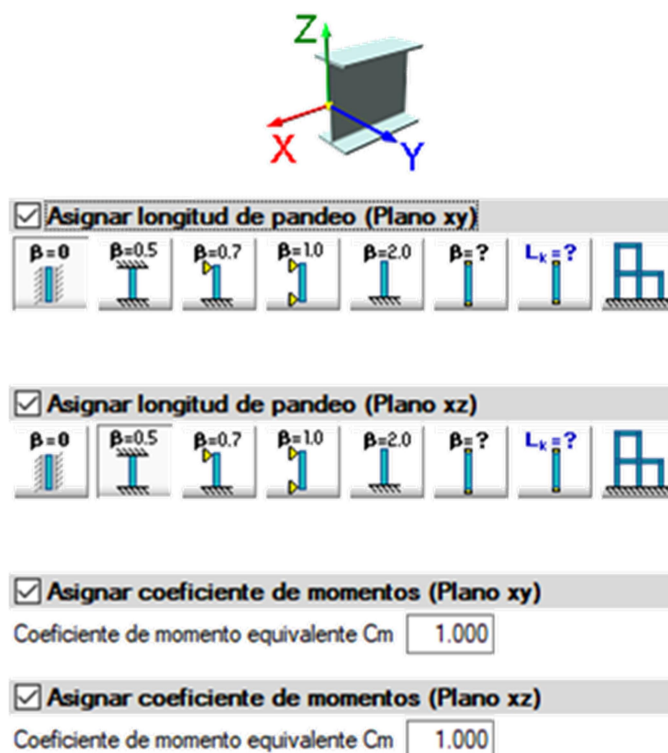 Z
X
Y
Asignar longitud de pandeo (Plano xy)
β=0 β=0.5 β=0.7 β=1.0 β=2.0 β=? Lk=?
Asignar longitud de pandeo (Plano xz)
β=0 β=0.5 β=0.7 β=1.0 β=2.0 β=? Lk=?
Asignar coeficiente de momentos (Plano xy)
Coeficiente de momento equivalente Cm 1.000
Asignar coeficiente de momentos (Plano xz)
Coeficiente de momento equivalente Cm 1.000